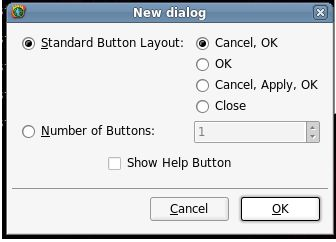 New dialog
Standard Button Layout: Cancel, OK
OK
Cancel, Apply, OK
Close
Number of Buttons: 1
Show Help Button
Cancel OK